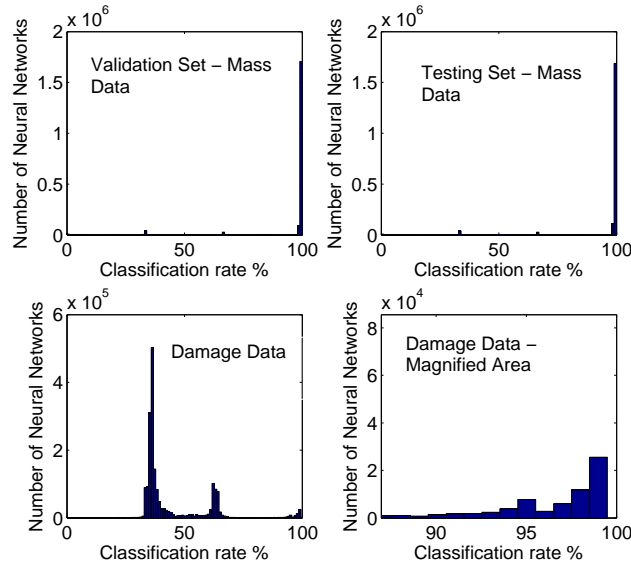 x 10^6
2
1.5
1
0.5
0
0 50 100
Number of Neural Networks
Classification rate %
Validation Set – Mass
Data
x 10^6
2
1.5
1
0.5
0
0 50 100
Number of Neural Networks
Classification rate %
Testing Set – Mass
Data
x 10^5
6
4
2
0
0 50 100
Number of Neural Networks
Classification rate %
Damage Data
x 10^4
8
6
4
2
0
90 95 100
Number of Neural Networks
Classification rate %
Damage Data –
Magnified Area